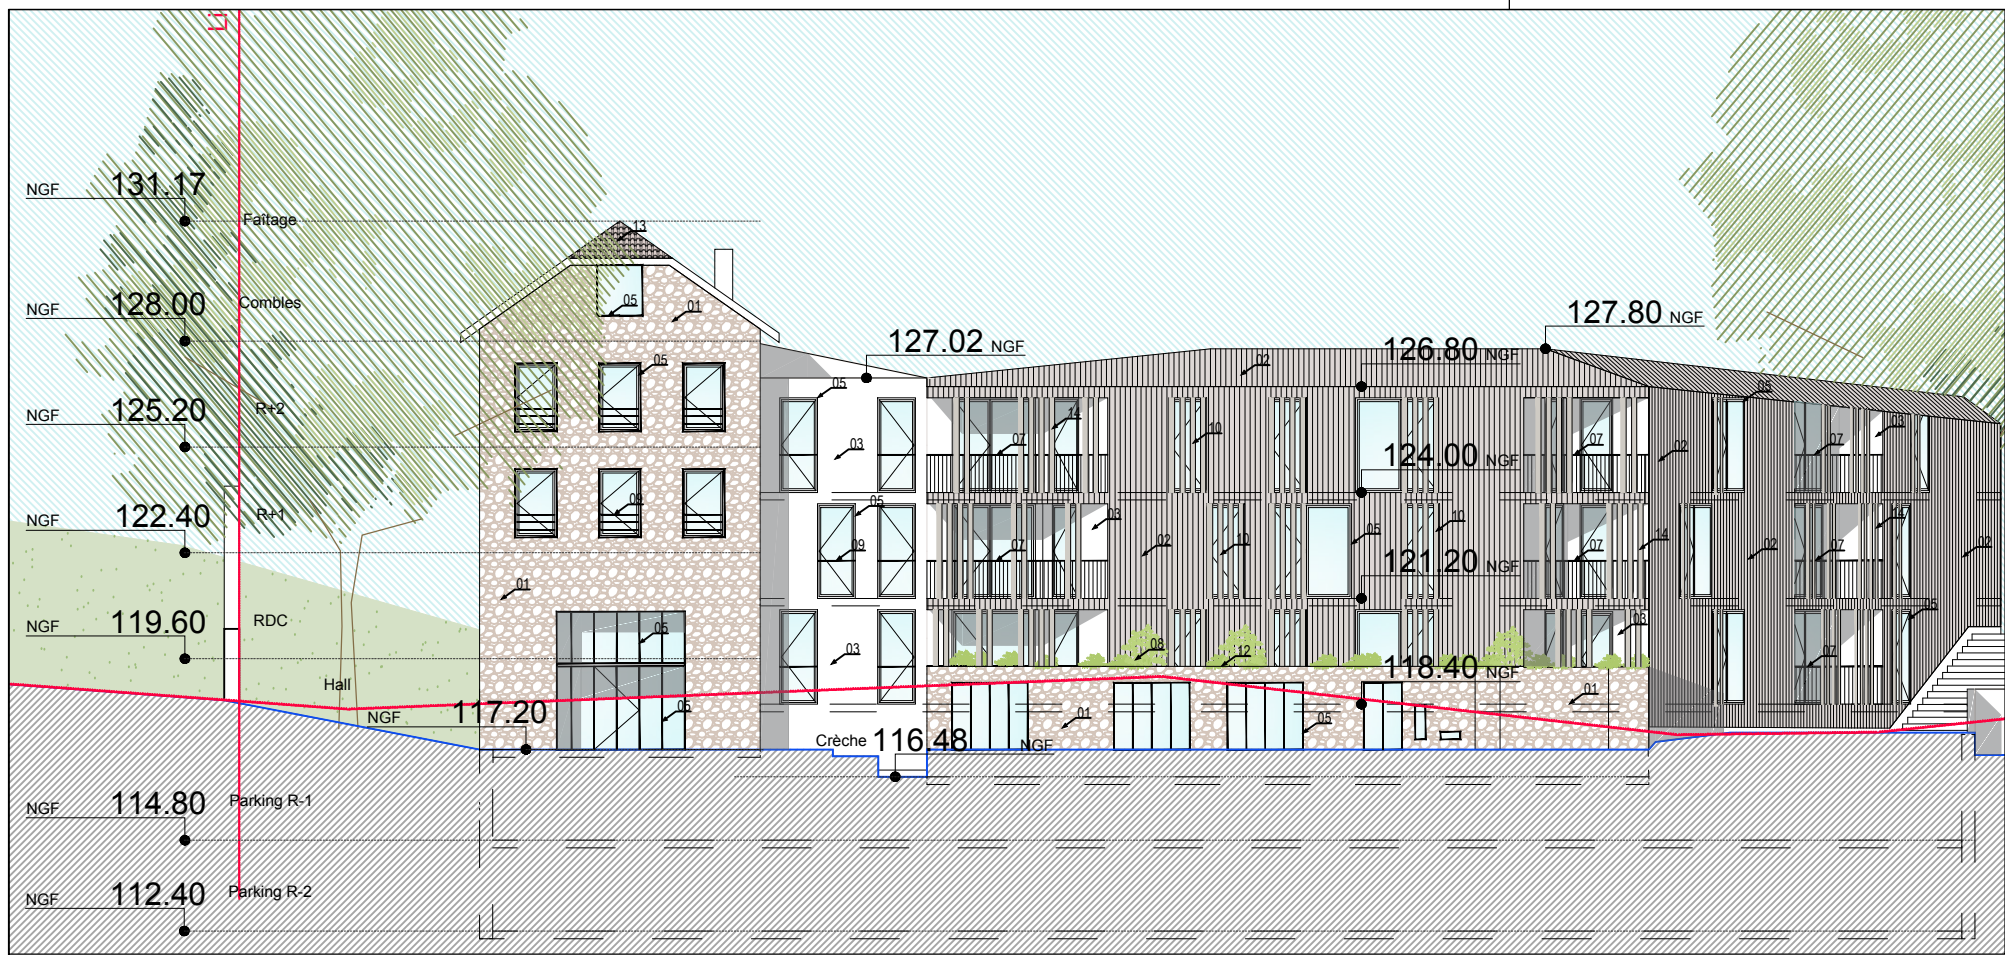 NGF 131.17
Faîtage
13
NGF 128.00
Combles
05
01
127.80 NGF
127.02 NGF
126.80 NGF
02
05
05
05
NGF 125.20
R+2
14
10
03
07
03
07
02
07
124.00 NGF
NGF 122.40
R+1
09
05
09
03
07
02
10
05
10
07
14
02
07
14
02
121.20 NGF
01
NGF 119.60
RDC
05
03
08
12
03
05
07
118.40 NGF
Hall
NGF 117.20
05
01
05
01
Crèche 116.48 NGF
NGF 114.80
Parking R-1
NGF 112.40
Parking R-2